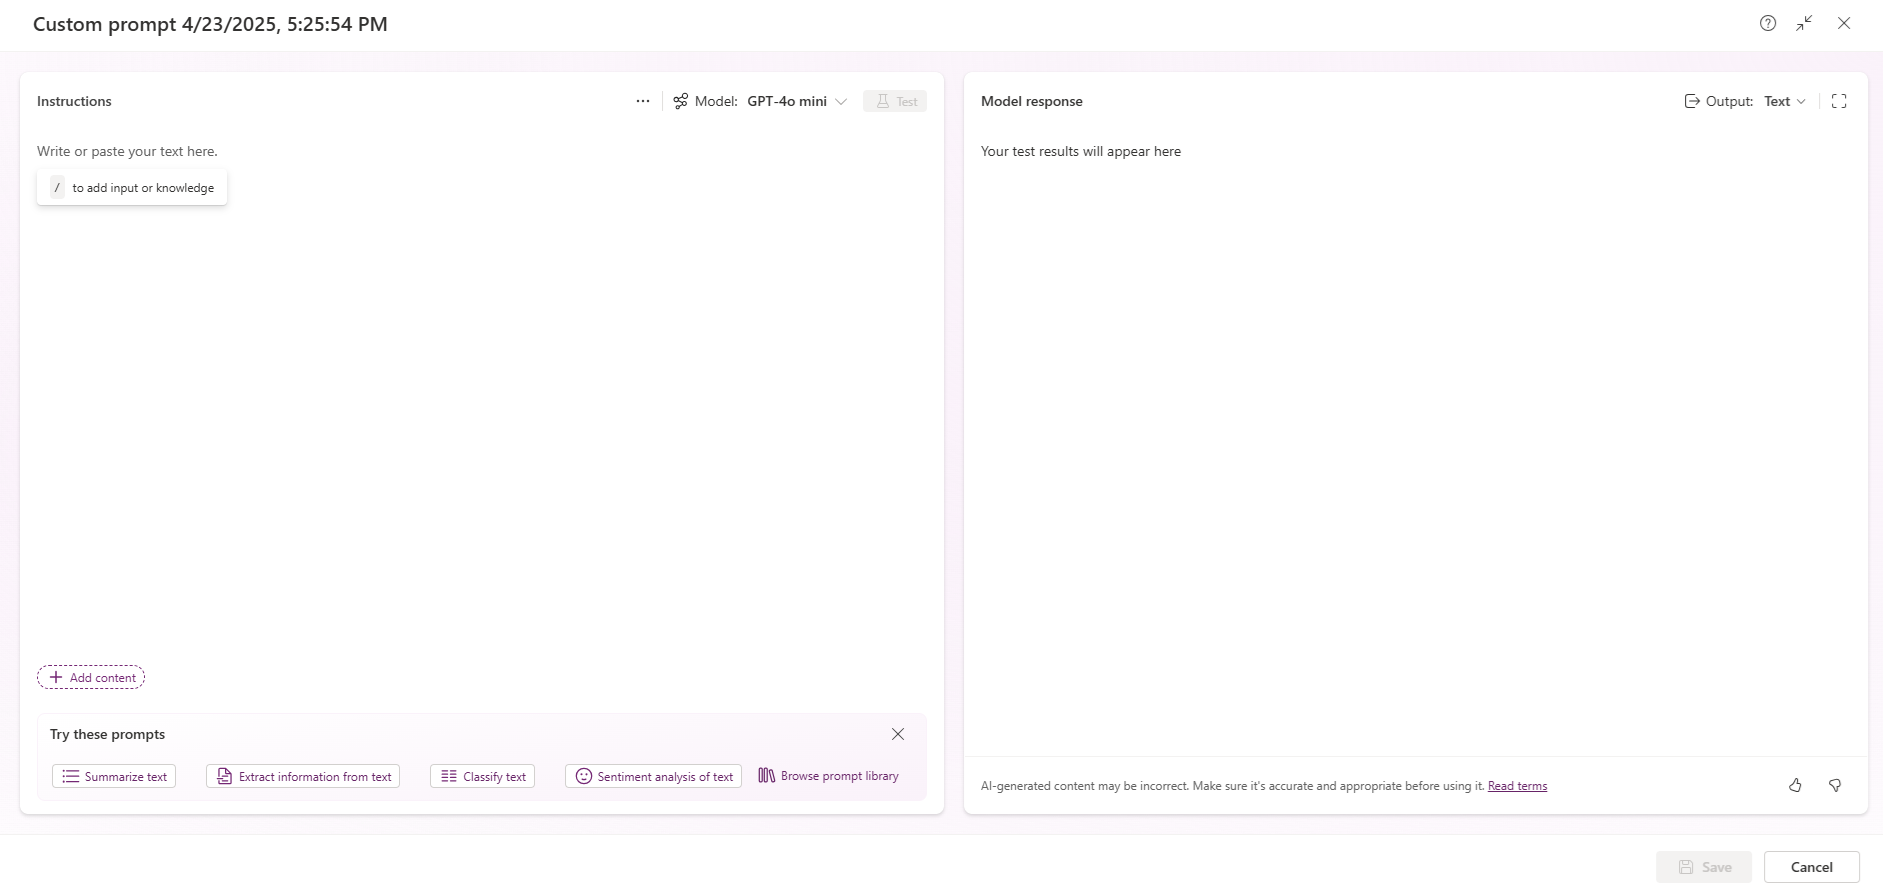 Custom prompt 4/23/2025, 5:25:54 PM
Instructions
Model: GPT-4o mini
Test
Write or paste your text here.
/ to add input or knowledge
Add content
Try these prompts
Summarize text
Extract information from text
Classify text
Sentiment analysis of text
Browse prompt library
Model response
Output: Text
Your test results will appear here
AI-generated content may be incorrect. Make sure it's accurate and appropriate before using it. Read terms
Save
Cancel